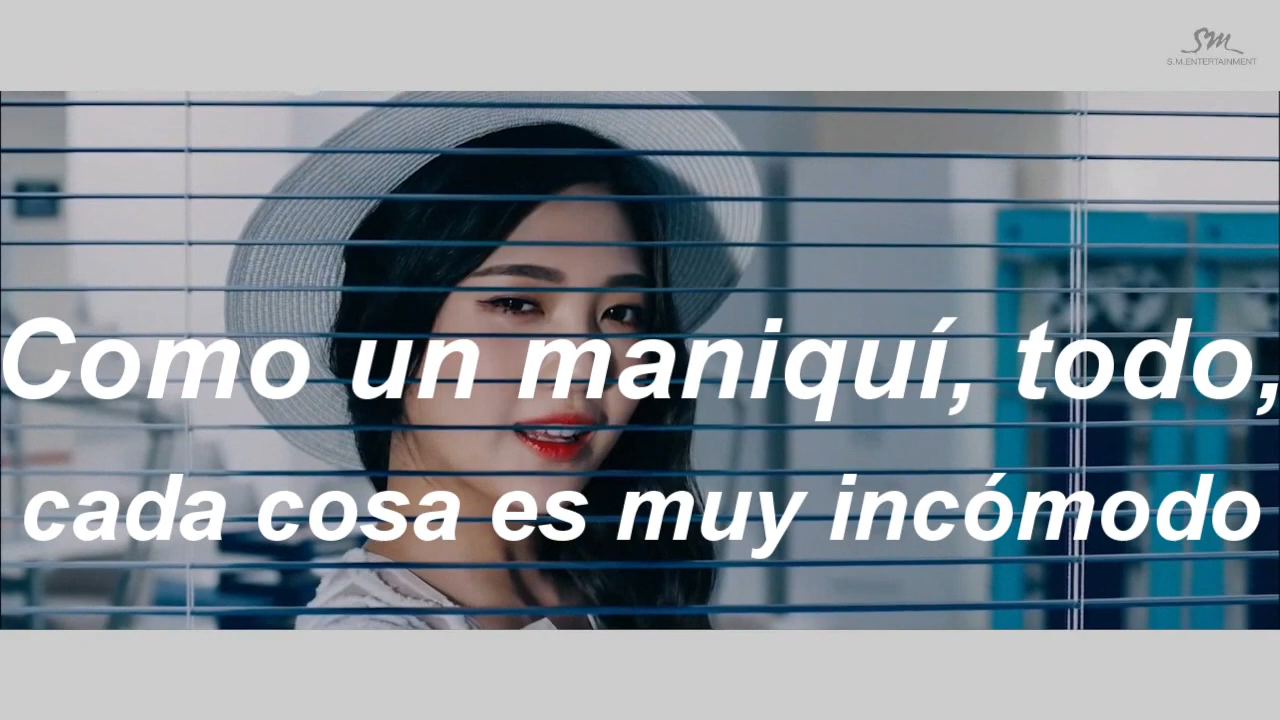 SM
S.M.ENTERTAINMENT
Como un maniquí, todo,
cada cosa es muy incómodo